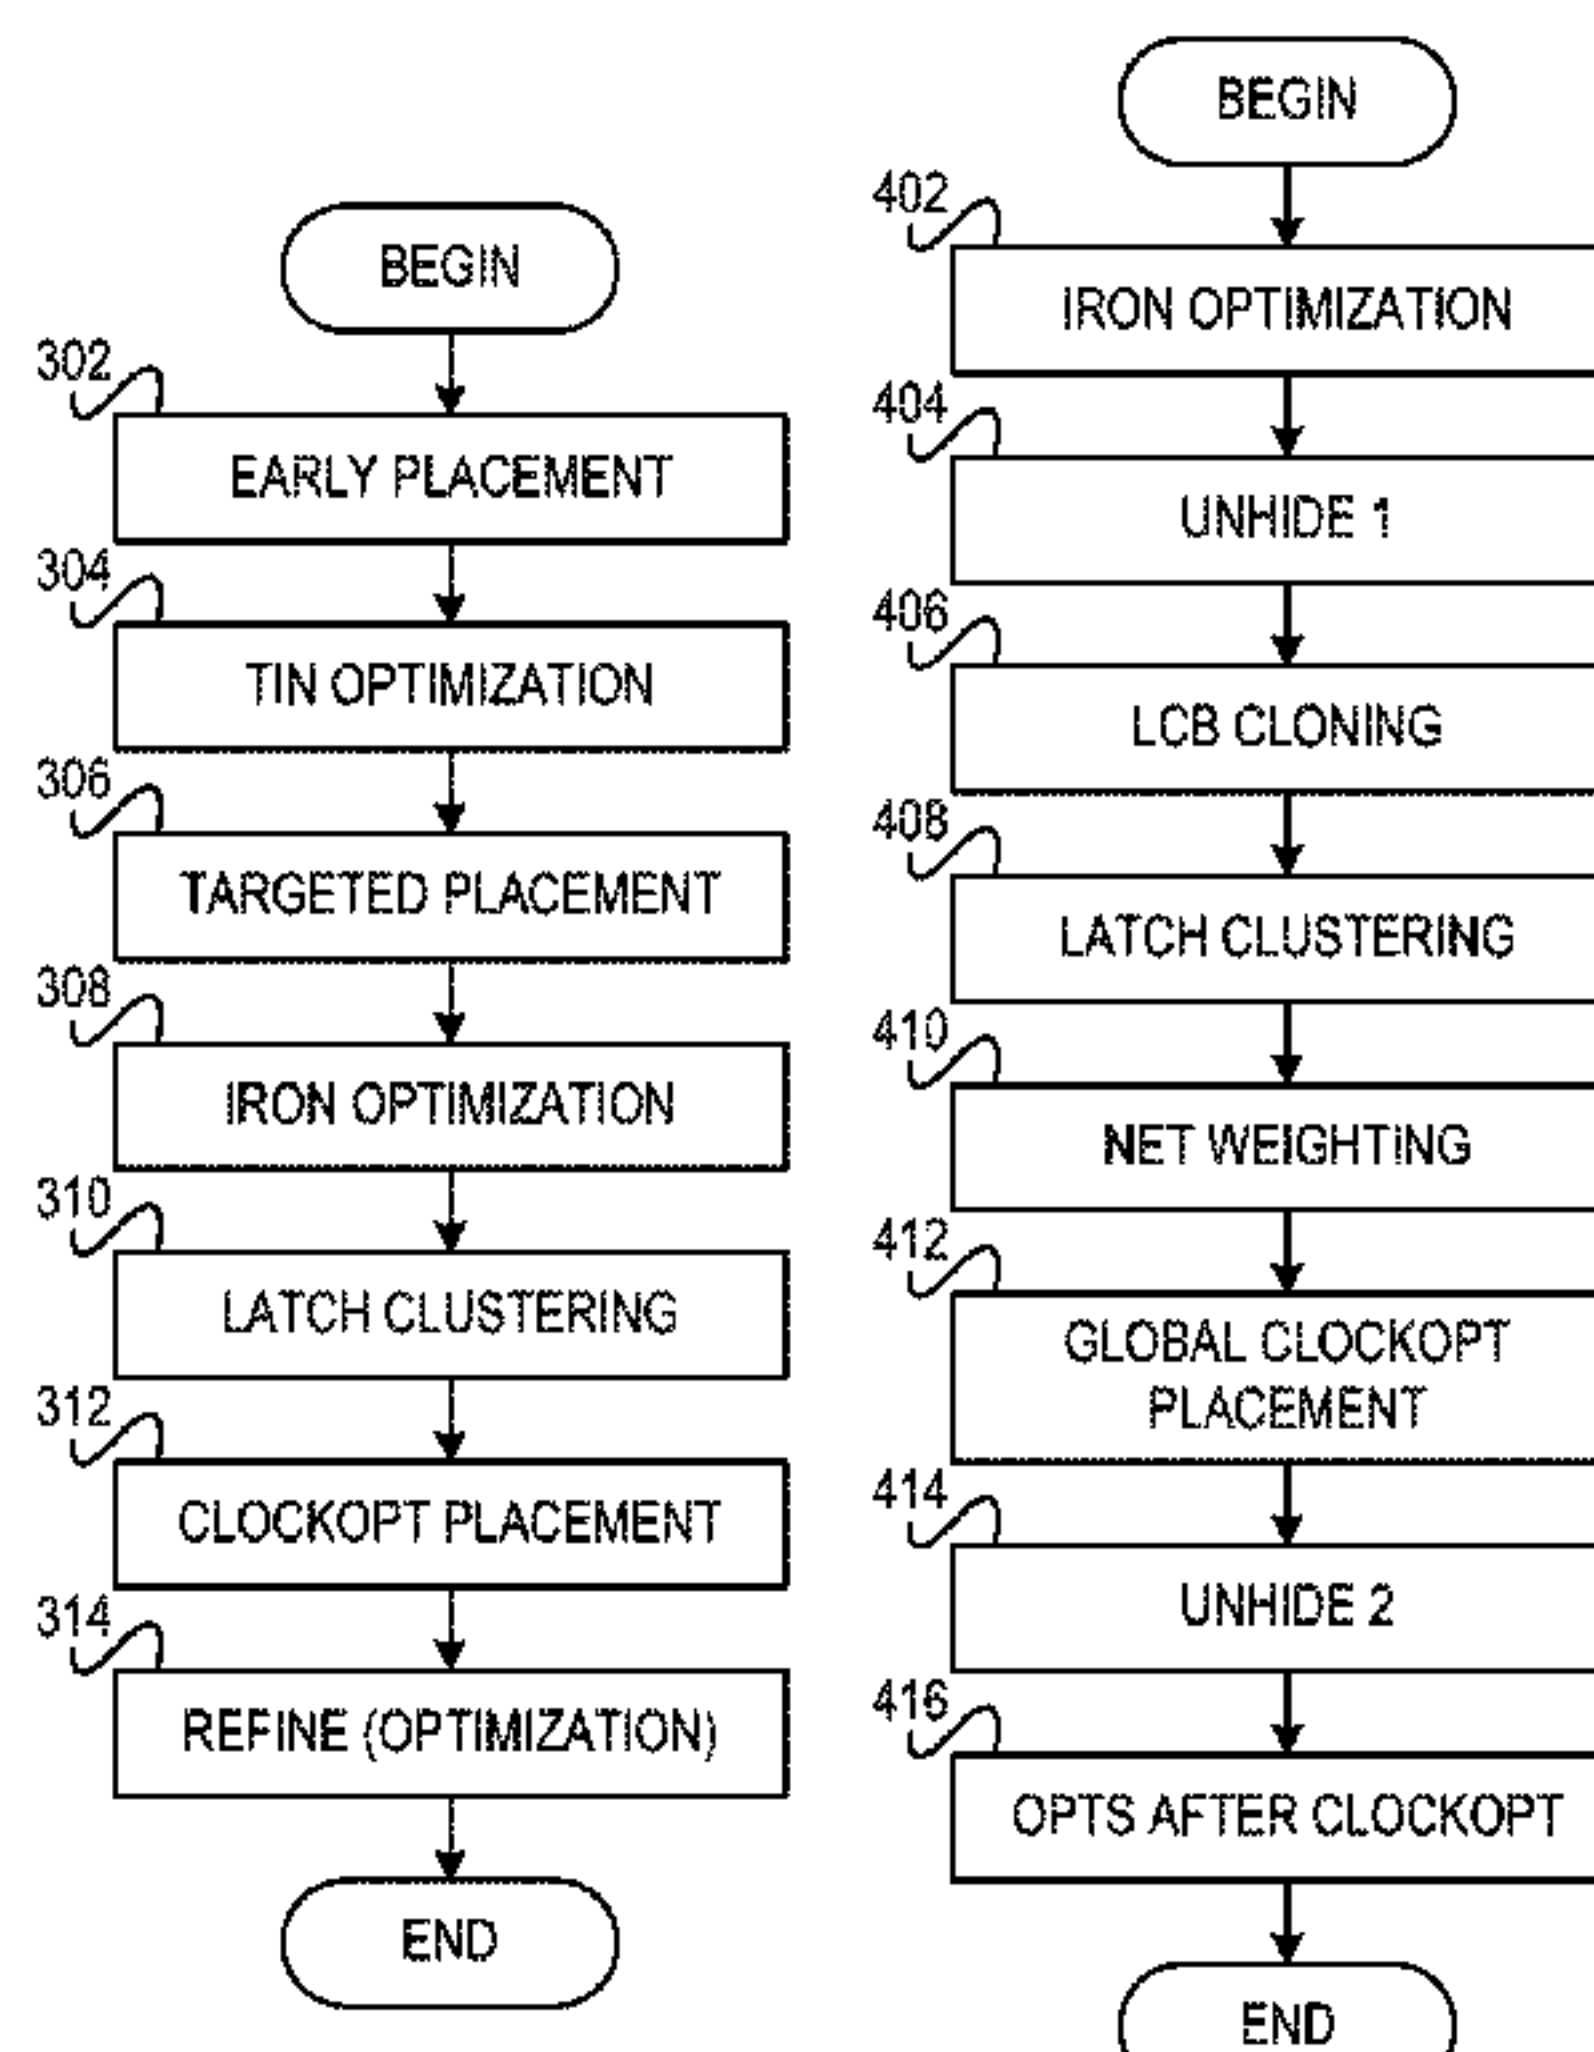 BEGIN
302
EARLY PLACEMENT
304
TIN OPTIMIZATION
306
TARGETED PLACEMENT
308
IRON OPTIMIZATION
310
LATCH CLUSTERING
312
CLOCKOPT PLACEMENT
314
REFINE (OPTIMIZATION)
END
BEGIN
402
IRON OPTIMIZATION
404
UNHIDE 1
406
LCB CLONING
408
LATCH CLUSTERING
410
NET WEIGHTING
412
GLOBAL CLOCKOPT
PLACEMENT
414
UNHIDE 2
416
OPTS AFTER CLOCKOPT
END